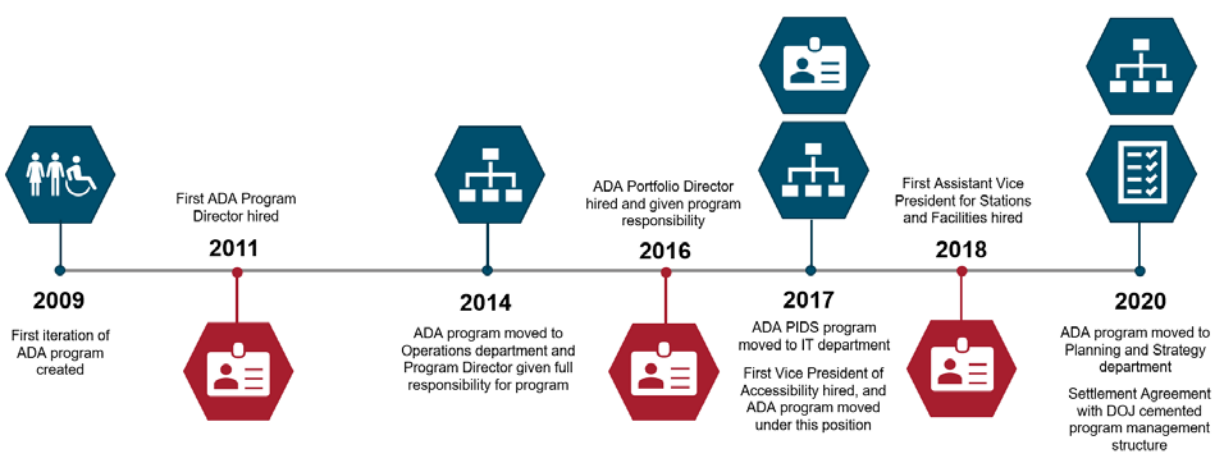 2009
First iteration of
ADA program
created
First ADA Program
Director hired
2011
2014
ADA program moved to
Operations department and
Program Director given full
responsibility for program
ADA Portfolio Director
hired and given program
responsibility
2016
2017
ADA PIDS program
moved to IT department
First Vice President of
Accessibility hired, and
ADA program moved
under this position
First Assistant Vice
President for Stations
and Facilities hired
2018
2020
ADA program moved to
Planning and Strategy
department
Settlement Agreement
with DOJ cemented
program management
structure